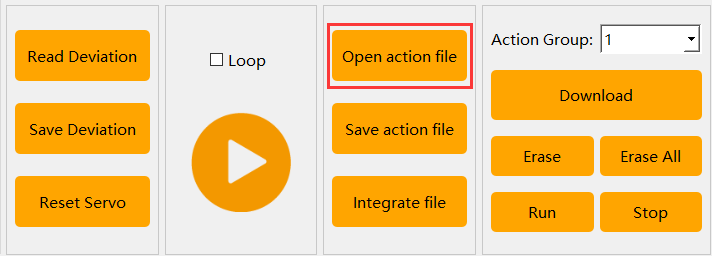 Read Deviation
Save Deviation
Reset Servo
Loop
Open action file
Save action file
Integrate file
Action Group: 1
Download
Erase
Erase All
Run
Stop